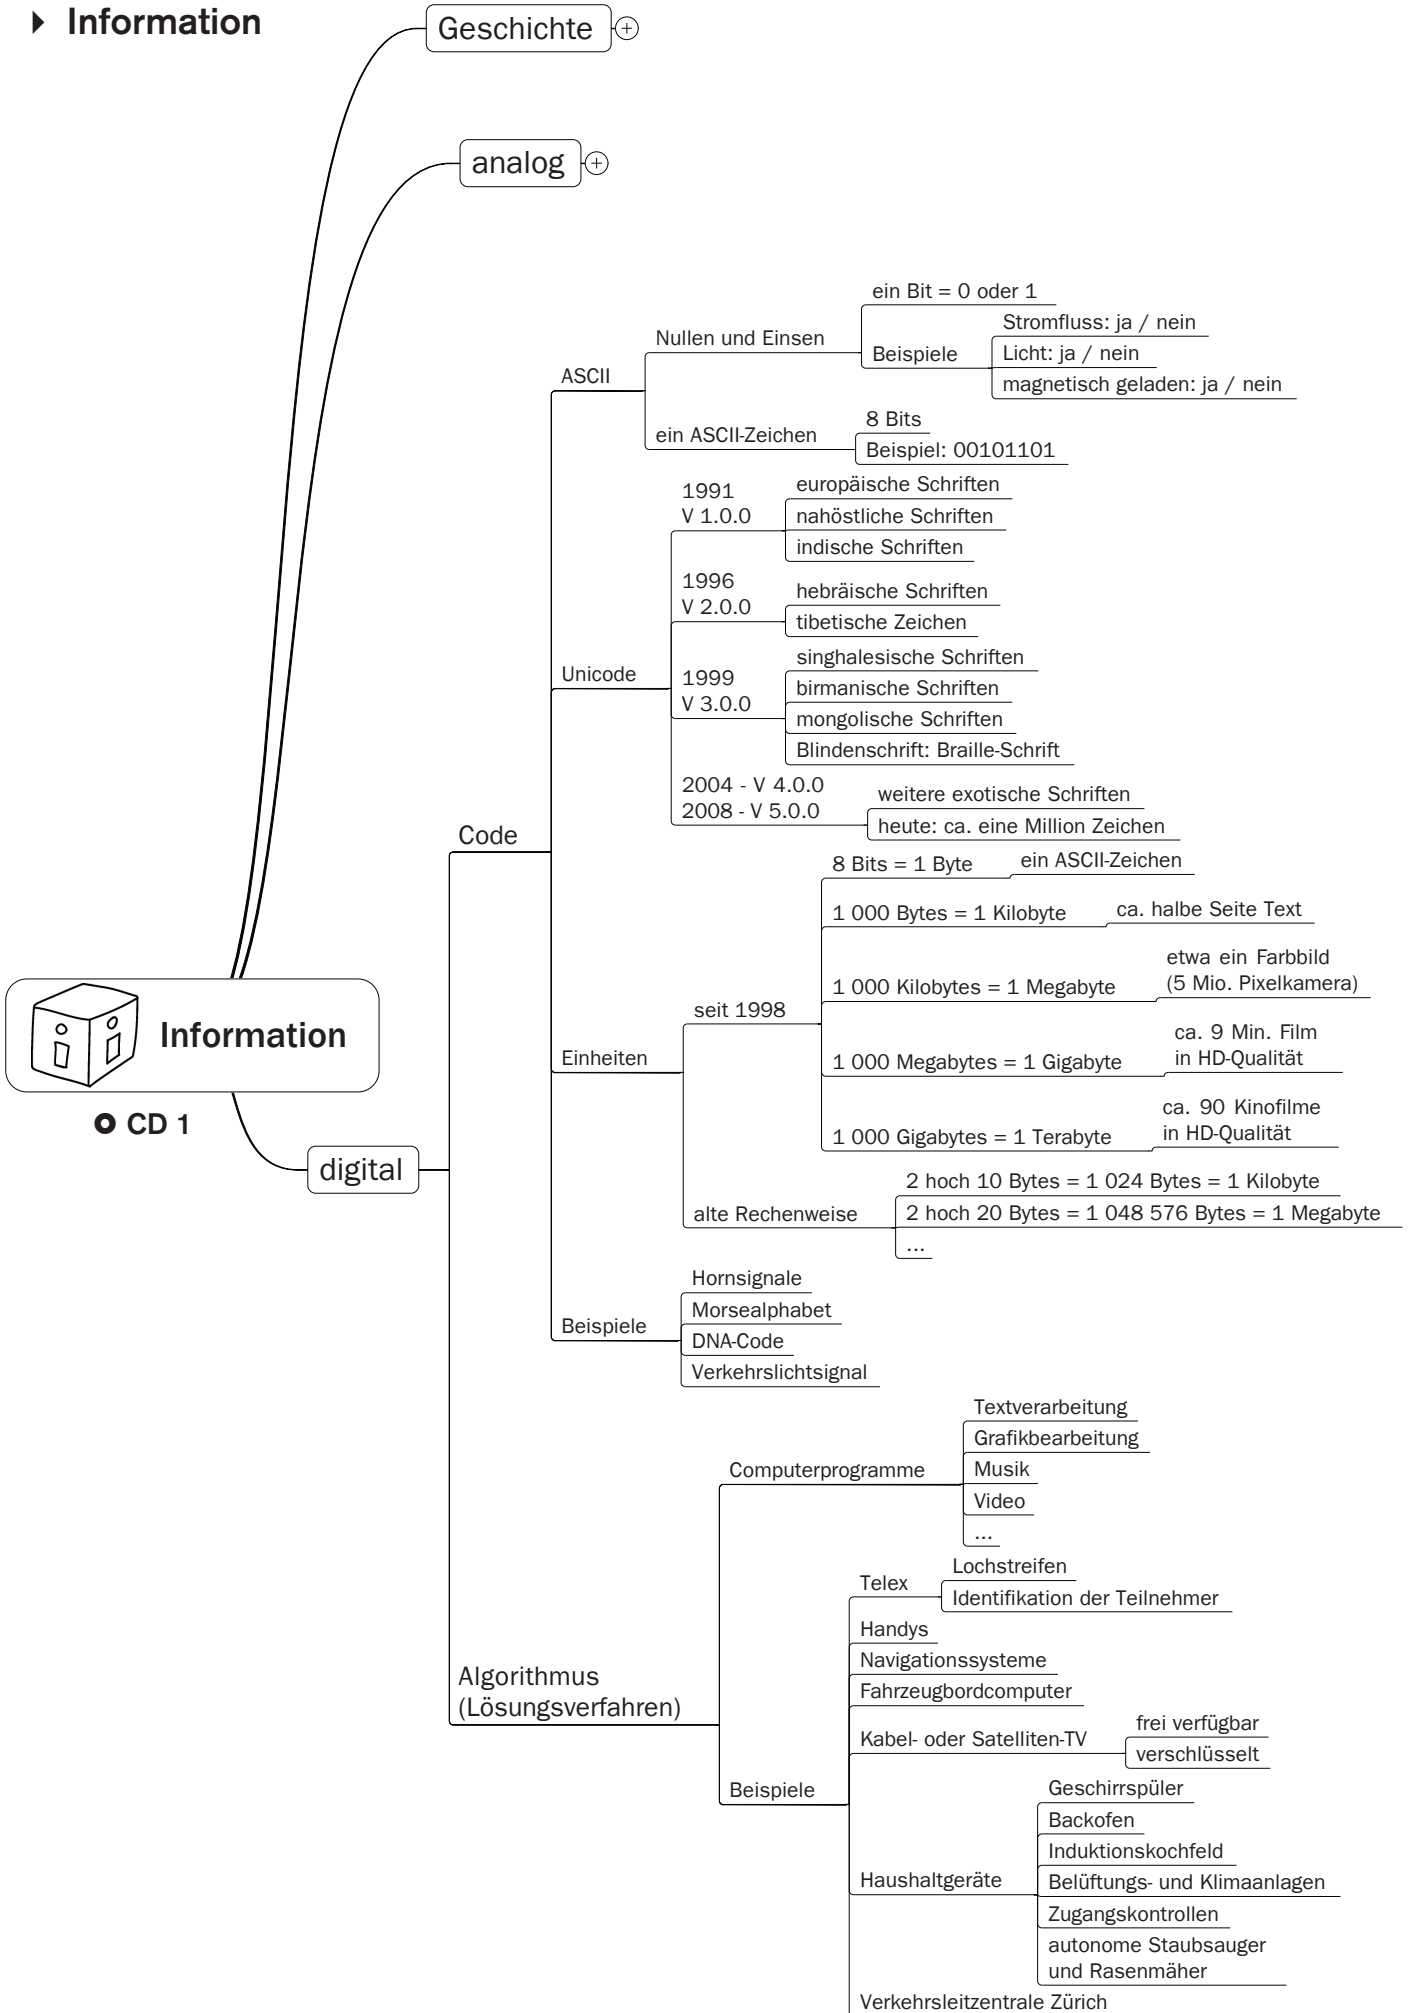 Information
Geschichte
analog
ein Bit = 0 oder 1
Stromfluss: ja / nein
Nullen und Einsen
Beispiele
Licht: ja / nein
magnetisch geladen: ja / nein
ASCII
8 Bits
ein ASCII-Zeichen
Beispiel: 00101101
1991
V 1.0.0
europäische Schriften
nahöstliche Schriften
indische Schriften
1996
V 2.0.0
hebräische Schriften
tibetische Zeichen
Unicode
1999
V 3.0.0
singhalesische Schriften
birmanische Schriften
mongolische Schriften
Blindenschrift: Braille-Schrift
2004 - V 4.0.0
2008 - V 5.0.0
weitere exotische Schriften
heute: ca. eine Million Zeichen
Code
8 Bits = 1 Byte
ein ASCII-Zeichen
1 000 Bytes = 1 Kilobyte
ca. halbe Seite Text
1 000 Kilobytes = 1 Megabyte
etwa ein Farbbild
(5 Mio. Pixelkamera)
seit 1998
Einheiten
1 000 Megabytes = 1 Gigabyte
ca. 9 Min. Film
in HD-Qualität
1 000 Gigabytes = 1 Terabyte
ca. 90 Kinofilme
in HD-Qualität
Information
CD 1
digital
alte Rechenweise
2 hoch 10 Bytes = 1 024 Bytes = 1 Kilobyte
2 hoch 20 Bytes = 1 048 576 Bytes = 1 Megabyte
...
Beispiele
Hornsignale
Morsealphabet
DNA-Code
Verkehrslichtsignal
Computerprogramme
Textverarbeitung
Grafikbearbeitung
Musik
Video
...
Algorithmus
(Lösungsverfahren)
Telex
Lochstreifen
Identifikation der Teilnehmer
Handys
Navigationssysteme
Fahrzeugbordcomputer
Kabel- oder Satelliten-TV
frei verfügbar
verschlüsselt
Beispiele
Haushaltgeräte
Geschirrspüler
Backofen
Induktionskochfeld
Belüftungs- und Klimaanlagen
Zugangskontrollen
autonome Staubsauger
und Rasenmäher
Verkehrsleitzentrale Zürich